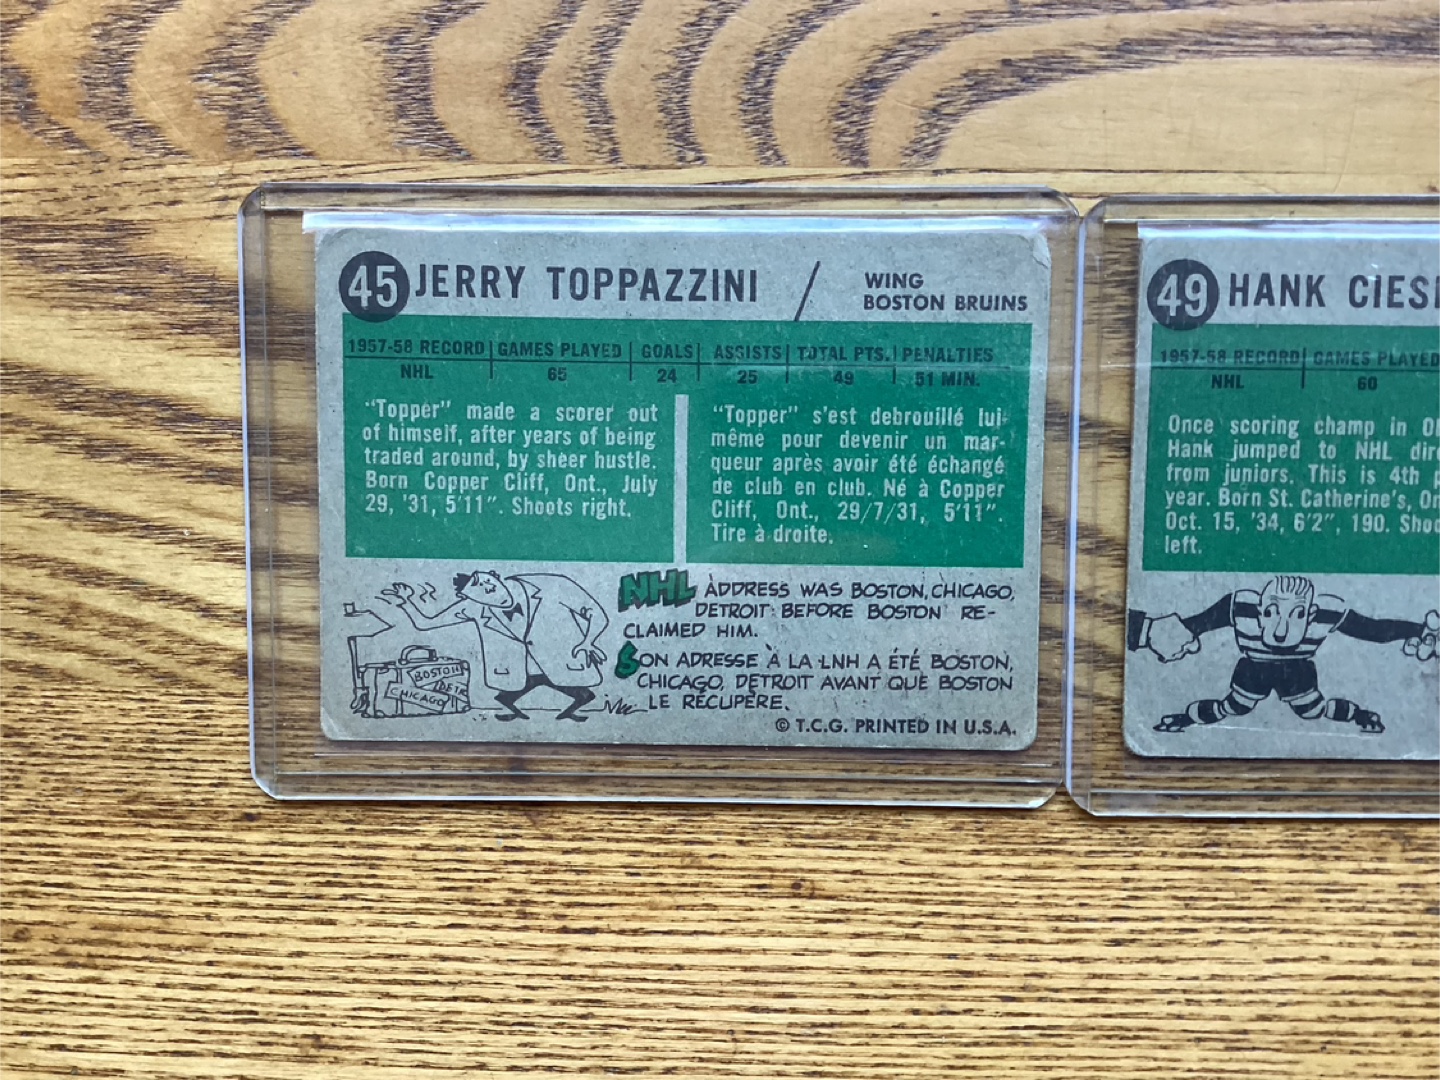 45 JERRY TOPPAZZINI / WING
BOSTON BRUINS
1957-58 RECORD GAMES PLAYED GOALS ASSISTS TOTAL PTS. PENALTIES
NHL 65 24 25 49 51 MIN.
"Topper" made a scorer out
of himself, after years of being
traded around, by sheer hustle.
Born Copper Cliff, Ont., July
29, '31, 5'11". Shoots right.
"Topper" s'est debrouillé lui-
même pour devenir un mar-
queur après avoir été échangé
de club en club. Né à Copper
Cliff, Ont., 29/7/31, 5'11".
Tire à droite.
BOSTON
DETR
CHICAGO
NHL ADDRESS WAS BOSTON, CHICAGO,
DETROIT BEFORE BOSTON RE-
CLAIMED HIM.
SON ADRESSE À LA LNH A ÉTÉ BOSTON,
CHICAGO, DETROIT AVANT QUE BOSTON
LE RÉCUPÈRE.
© T.C.G. PRINTED IN U.S.A.
49 HANK CIES
1957-58 RECORD GAMES PLAYED
NHL 60
Once scoring champ in
Hank jumped to NHL
from juniors. This is 4th
year. Born St. Catherine's,
Oct. 15, '34, 6'2", 190.
left.